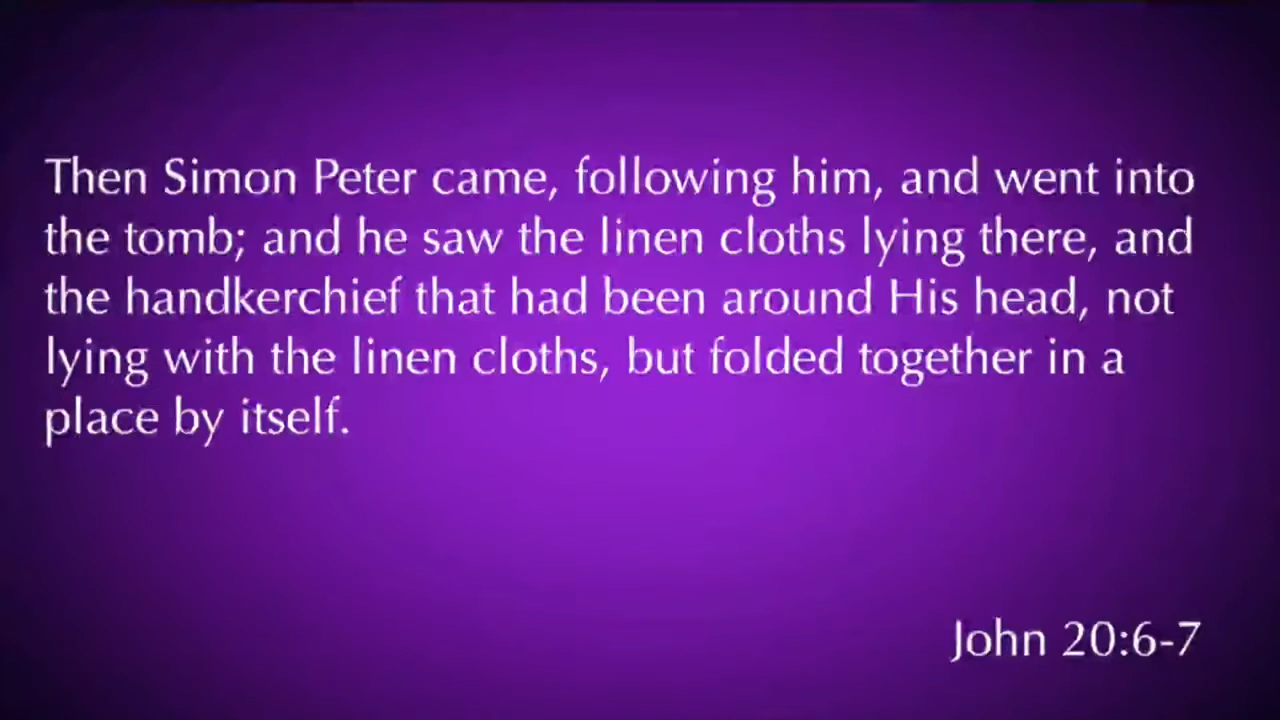 Then Simon Peter came, following him, and went into
the tomb; and he saw the linen cloths lying there, and
the handkerchief that had been around His head, not
lying with the linen cloths, but folded together in a
place by itself.
John 20:6-7